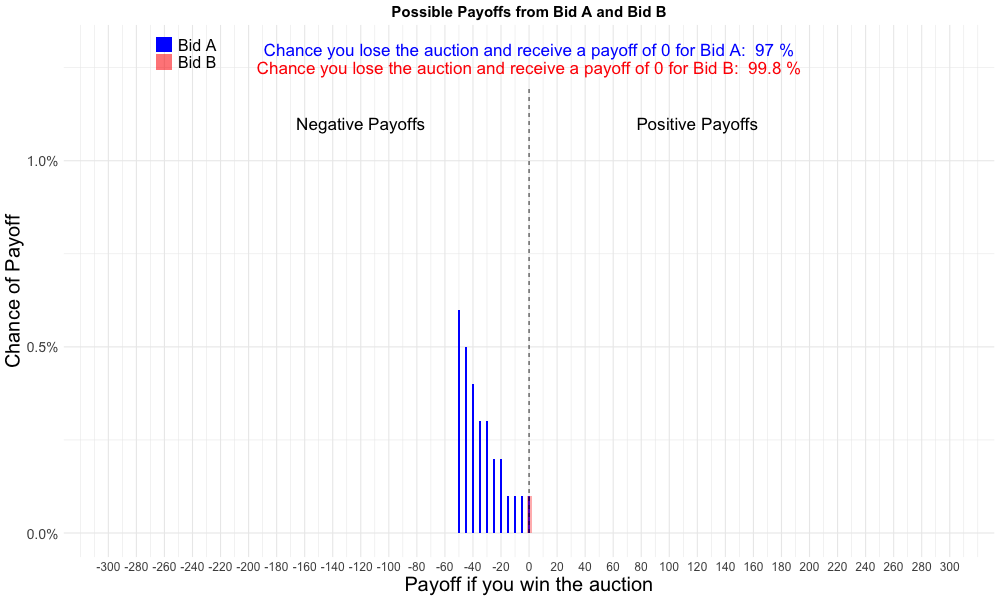 Possible Payoffs from Bid A and Bid B
Bid A
Bid B
Chance you lose the auction and receive a payoff of 0 for Bid A:  97 %
Chance you lose the auction and receive a payoff of 0 for Bid B:  99.8 %
Negative Payoffs
Positive Payoffs
Chance of Payoff
1.0%
0.5%
0.0%
-300 -280 -260 -240 -220 -200 -180 -160 -140 -120 -100 -80 -60 -40 -20 0 20 40 60 80 100 120 140 160 180 200 220 240 260 280 300
Payoff if you win the auction